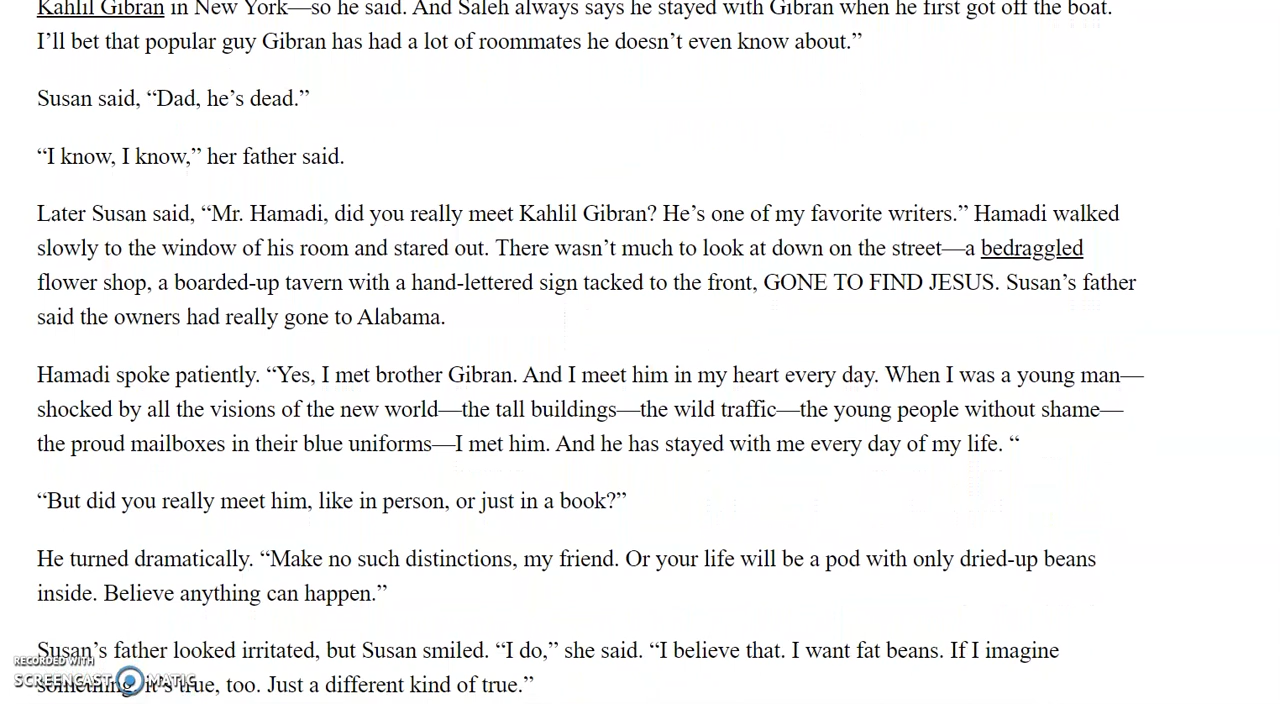 Kahlil Gibran in New York—so he said. And Saleh always says he stayed with Gibran when he first got off the boat.
I’ll bet that popular guy Gibran has had a lot of roommates he doesn’t even know about.”
Susan said, “Dad, he’s dead.”
“I know, I know,” her father said.
Later Susan said, “Mr. Hamadi, did you really meet Kahlil Gibran? He’s one of my favorite writers.” Hamadi walked
slowly to the window of his room and stared out. There wasn’t much to look at down on the street—a bedraggled
flower shop, a boarded-up tavern with a hand-lettered sign tacked to the front, GONE TO FIND JESUS. Susan’s father
said the owners had really gone to Alabama.
Hamadi spoke patiently. “Yes, I met brother Gibran. And I meet him in my heart every day. When I was a young man—
shocked by all the visions of the new world—the tall buildings—the wild traffic—the young people without shame—
the proud mailboxes in their blue uniforms—I met him. And he has stayed with me every day of my life. “
“But did you really meet him, like in person, or just in a book?”
He turned dramatically. “Make no such distinctions, my friend. Or your life will be a pod with only dried-up beans
inside. Believe anything can happen.”
Susan’s father looked irritated, but Susan smiled. “I do,” she said. “I believe that. I want fat beans. If I imagine
something, it’s true, too. Just a different kind of true.”
RECORDED WITH
SCREENCAST-O-MATIC